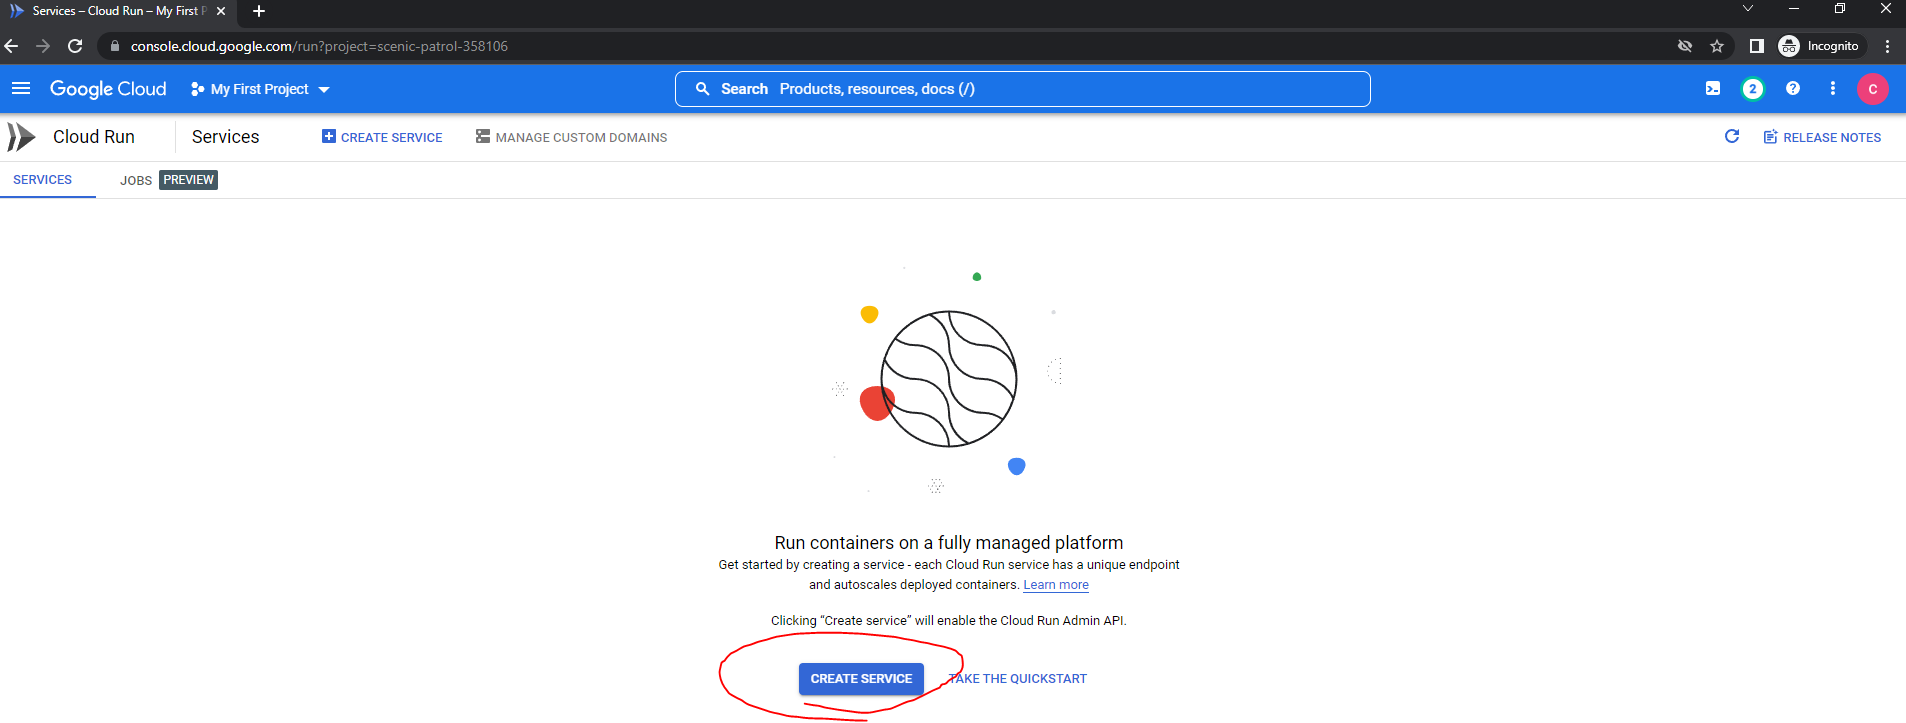 Services – Cloud Run – My First P
console.cloud.google.com/run?project=scenic-patrol-358106
Incognito
Google Cloud
My First Project
Search Products, resources, docs (/)
2
?
C
Cloud Run
Services
CREATE SERVICE
MANAGE CUSTOM DOMAINS
RELEASE NOTES
SERVICES
JOBS PREVIEW
Run containers on a fully managed platform
Get started by creating a service - each Cloud Run service has a unique endpoint
and autoscales deployed containers. Learn more
Clicking “Create service” will enable the Cloud Run Admin API.
CREATE SERVICE
TAKE THE QUICKSTART